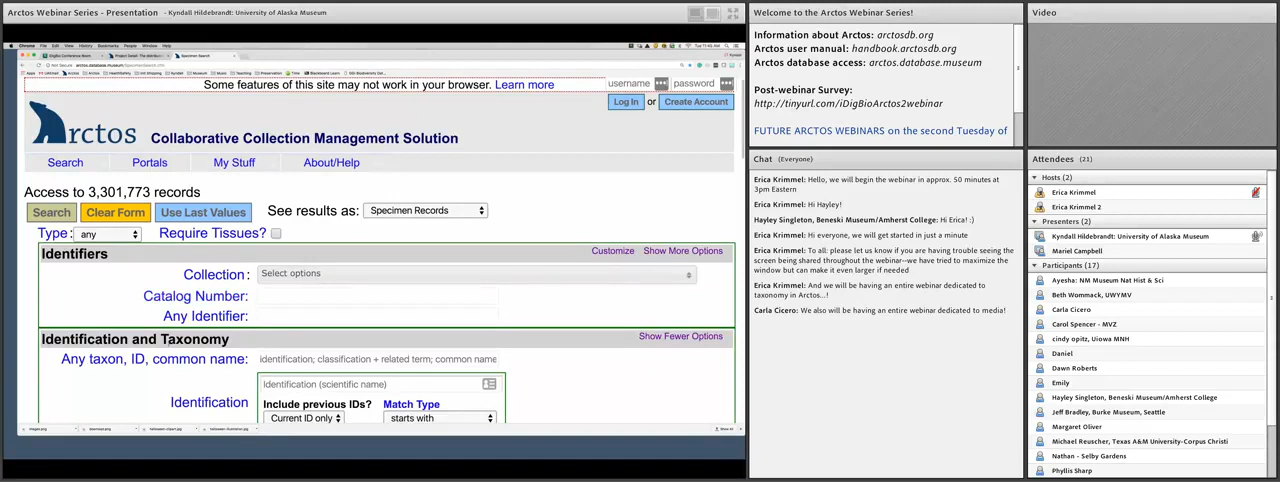 Arctos Webinar Series - Presentation - Kyndall Hildebrandt: University of Alaska Museum
Chrome File Edit View History Bookmarks People Window Help
Specimen Search
Some features of this site may not work in your browser. Learn more
username password
Log In or Create Account
Arctos Collaborative Collection Management Solution
Search Portals My Stuff About/Help
Access to 3,301,773 records
Search Clear Form Use Last Values See results as: Specimen Records
Type: any Require Tissues?
Identifiers Customize Show More Options
Collection: Select options
Catalog Number:
Any Identifier:
Identification and Taxonomy Show Fewer Options
Any taxon, ID, common name: identification; classification + related term; common name
Identification (scientific name)
Identification Include previous IDs? Match Type
Current ID only starts with
Show All
Welcome to the Arctos Webinar Series!
Information about Arctos: arctosdb.org
Arctos user manual: handbook.arctosdb.org
Arctos database access: arctos.database.museum
Post-webinar Survey:
http://tinyurl.com/iDigBioArctos2webinar
FUTURE ARCTOS WEBINARS on the second Tuesday of
Chat (Everyone)
Erica Krimmel: Hello, we will begin the webinar in approx. 50 minutes at
3pm Eastern
Erica Krimmel: Hi Hayley!
Hayley Singleton, Beneski Museum/Amherst College: Hi Erica! :)
Erica Krimmel: Hi everyone, we will get started in just a minute
Erica Krimmel: To all: please let us know if you are having trouble seeing the
screen being shared throughout the webinar--we have tried to maximize the
window but can make it even larger if needed
Erica Krimmel: And we will be having an entire webinar dedicated to
taxonomy in Arctos...!
Carla Cicero: We also will be having an entire webinar dedicated to media!
Video
Attendees (21)
Hosts (2)
Erica Krimmel
Erica Krimmel 2
Presenters (2)
Kyndall Hildebrandt: University of Alaska Museum
Mariel Campbell
Participants (17)
Ayesha: NM Museum Nat Hist & Sci
Beth Wommack, UWYMV
Carla Cicero
Carol Spencer - MVZ
cindy opitz, Uiowa MNH
Daniel
Dawn Roberts
Emily
Hayley Singleton, Beneski Museum/Amherst College
Jeff Bradley, Burke Museum, Seattle
Margaret Oliver
Michael Reuscher, Texas A&M University-Corpus Christi
Nathan - Selby Gardens
Phyllis Sharp